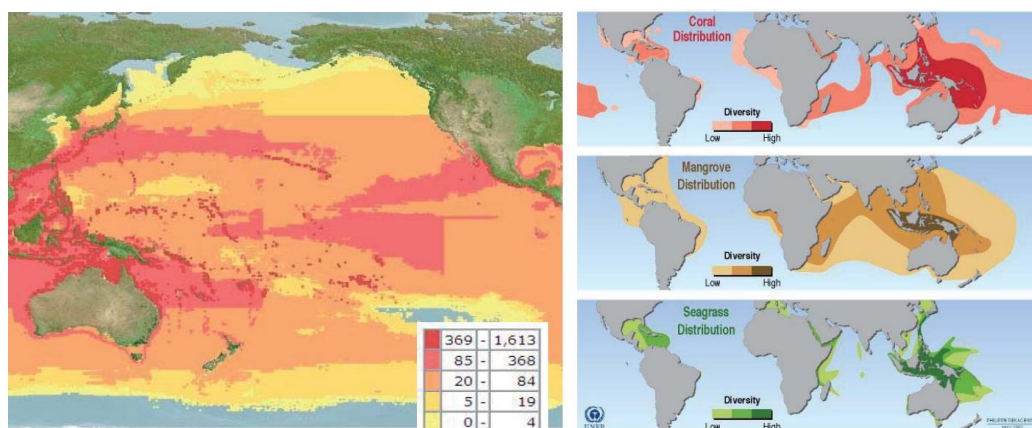 369 - 1,613
85 - 368
20 - 84
5 - 19
0 - 4
Coral
Distribution
Diversity
Low High
Mangrove
Distribution
Diversity
Low High
Seagrass
Distribution
Diversity
Low High
UNEP